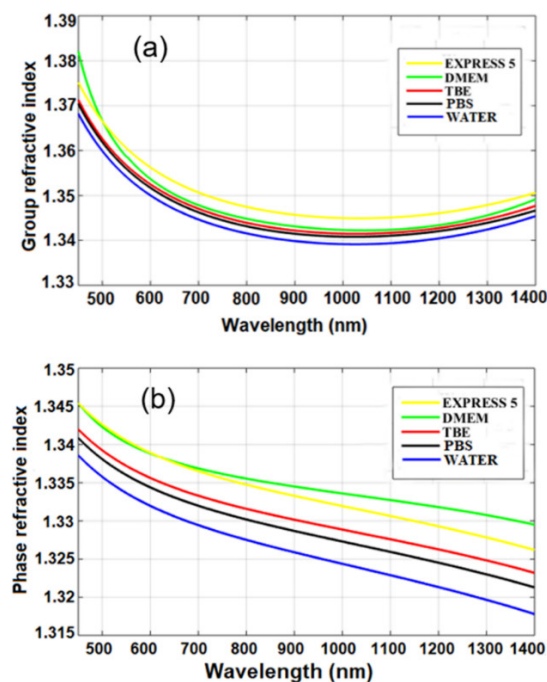 (a)
Group refractive index
1.39
1.38
1.37
1.36
1.35
1.34
1.33
EXPRESS 5
DMEM
TBE
PBS
WATER
500 600 700 800 900 1000 1100 1200 1300 1400
Wavelength (nm)
(b)
Phase refractive index
1.35
1.345
1.34
1.335
1.33
1.325
1.32
1.315
EXPRESS 5
DMEM
TBE
PBS
WATER
500 600 700 800 900 1000 1100 1200 1300 1400
Wavelength (nm)